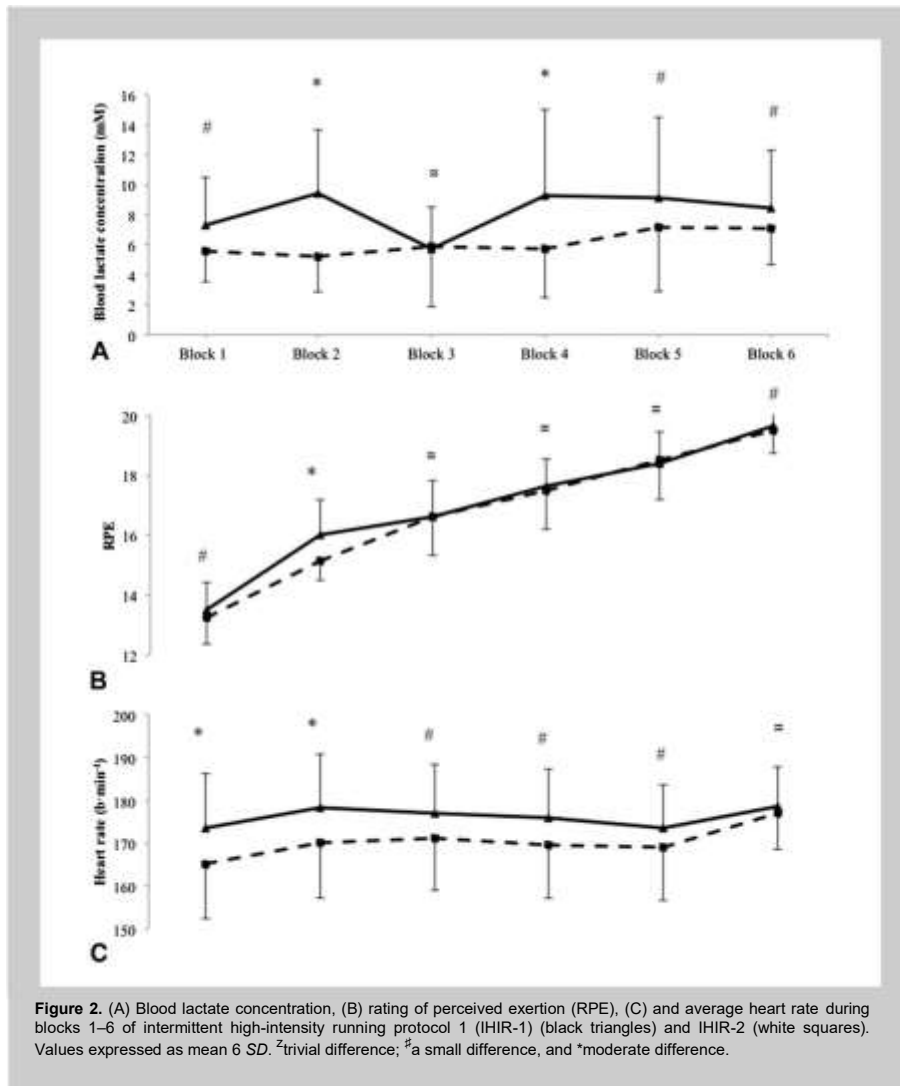 Blood lactate concentration (mM)
16
14
12
10
8
6
4
2
0
# * ¤ * # #
A
Block 1 Block 2 Block 3 Block 4 Block 5 Block 6
RPE
20
18
16
14
12
# * ¤ ¤ ¤ #
B
Heart rate (b·min⁻¹)
200
190
180
170
160
150
* * # # # ¤
C
Figure 2. (A) Blood lactate concentration, (B) rating of perceived exertion (RPE), (C) and average heart rate during
blocks 1–6 of intermittent high-intensity running protocol 1 (IHIR-1) (black triangles) and IHIR-2 (white squares).
Values expressed as mean 6 SD. ᶻtrivial difference; ♯a small difference, and *moderate difference.